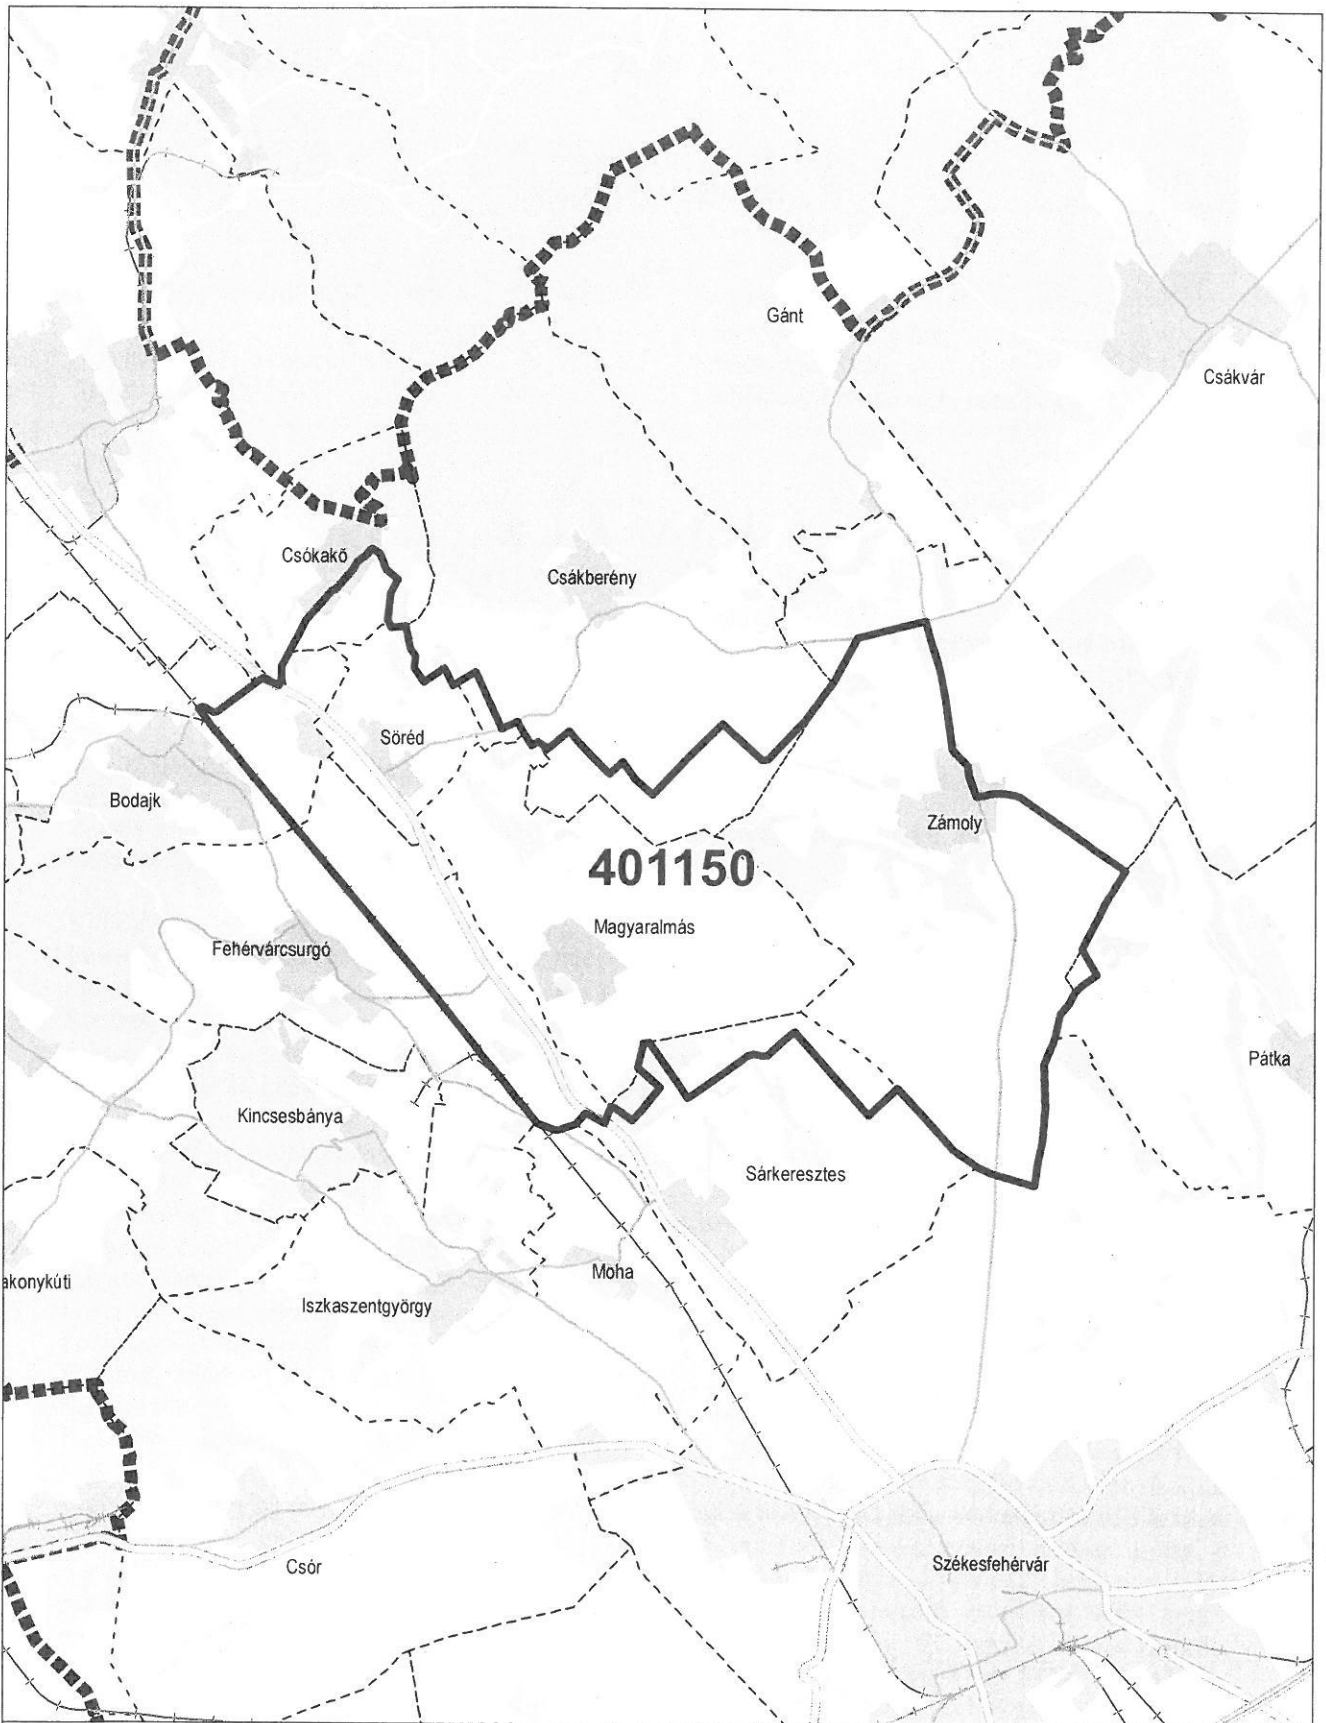 Gánt
Csákvár
Csókakő
Csákberény
Söréd
Bodajk
Zámoly
401150
Magyaralmás
Fehérvárcsurgó
Pátka
Kincsesbánya
Sárkeresztes
Moha
akonykúti
Iszkaszentgyörgy
Csór
Székesfehérvár